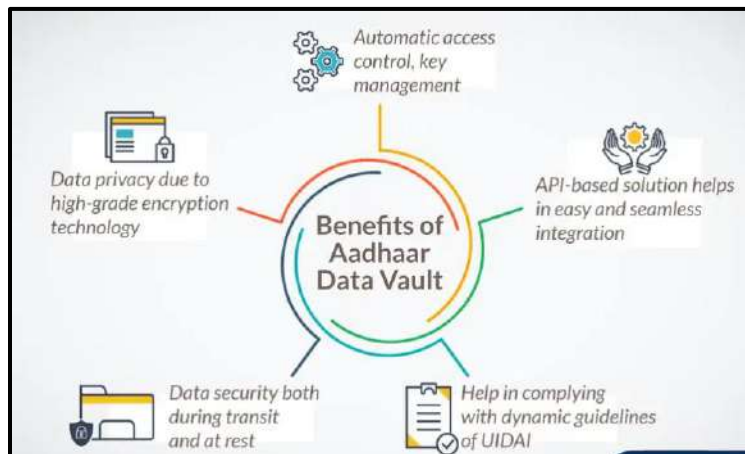 Automatic access
control, key
management
Data privacy due to
high-grade encryption
technology
API-based solution helps
in easy and seamless
integration
Benefits of
Aadhaar
Data Vault
Data security both
during transit
and at rest
Help in complying
with dynamic guidelines
of UIDAI